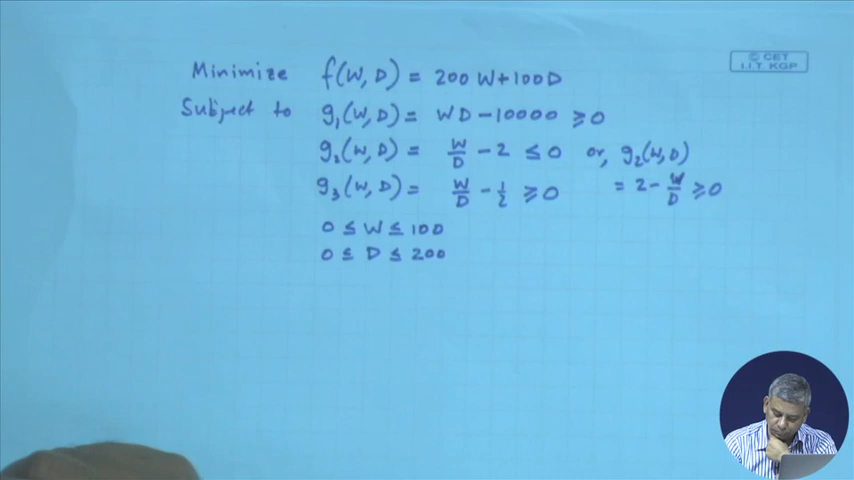 Minimize f(W, D) = 200 W + 100 D
© CET
I.I.T. KGP
Subject to g₁(W, D) = WD - 10000 ≥ 0
g₂(W, D) = W/D - 2 ≤ 0 or, g₂(W, D)
g₃(W, D) = W/D - 1/2 ≥ 0 = 2 - W/D ≥ 0
0 ≤ W ≤ 100
0 ≤ D ≤ 200